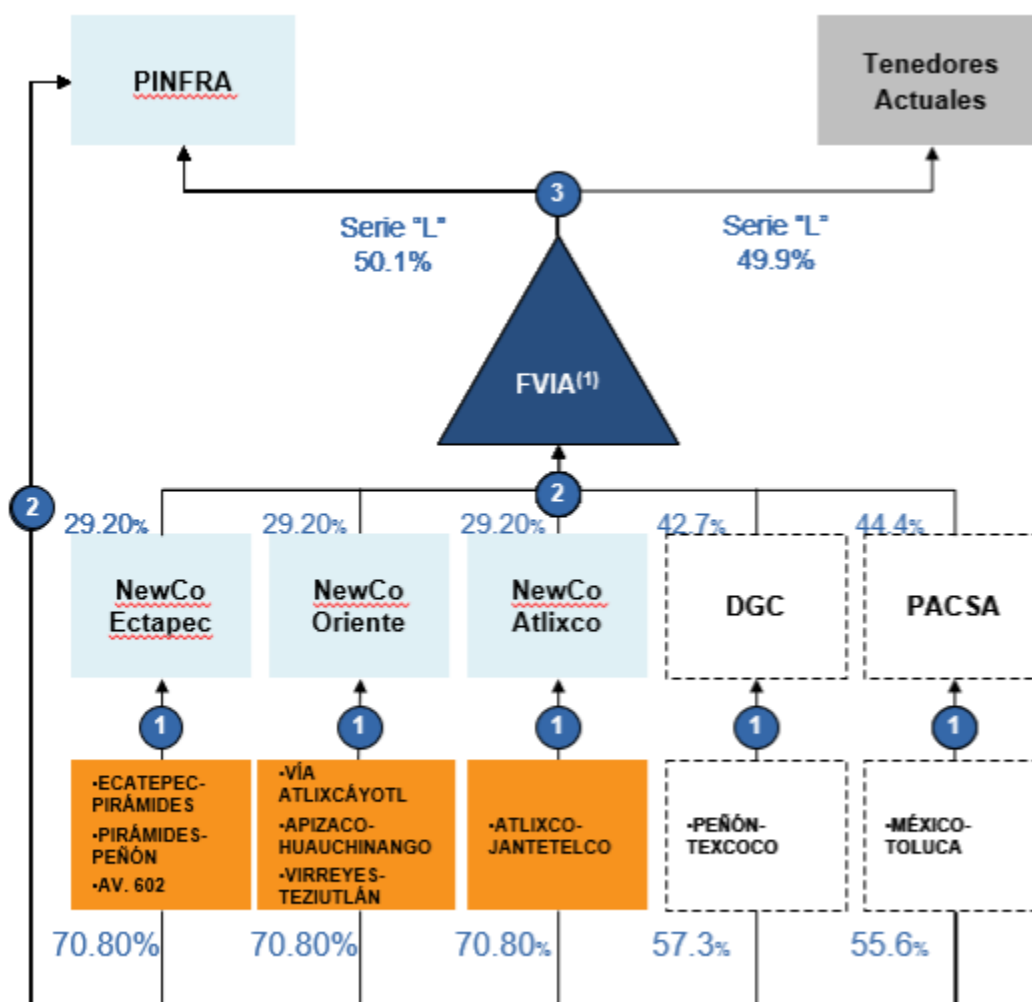 PINFRA
Tenedores
Actuales
3
Serie "L"
50.1%
Serie "L"
49.9%
FVIA(1)
2
2
29.20%
29.20%
29.20%
42.7%
44.4%
NewCo
Ectapec
NewCo
Oriente
NewCo
Atlixco
DGC
PACSA
1
1
1
1
1
•ECATEPEC-
PIRÁMIDES
•PIRÁMIDES-
PEÑÓN
•AV. 602
•VÍA
ATLIXCÁYOTL
•APIZACO-
HUAUCHINANGO
•VIRREYES-
TEZIUTLÁN
•ATLIXCO-
JANTETELCO
•PEÑÓN-
TEXCOCO
•MÉXICO-
TOLUCA
70.80%
70.80%
70.80%
57.3%
55.6%